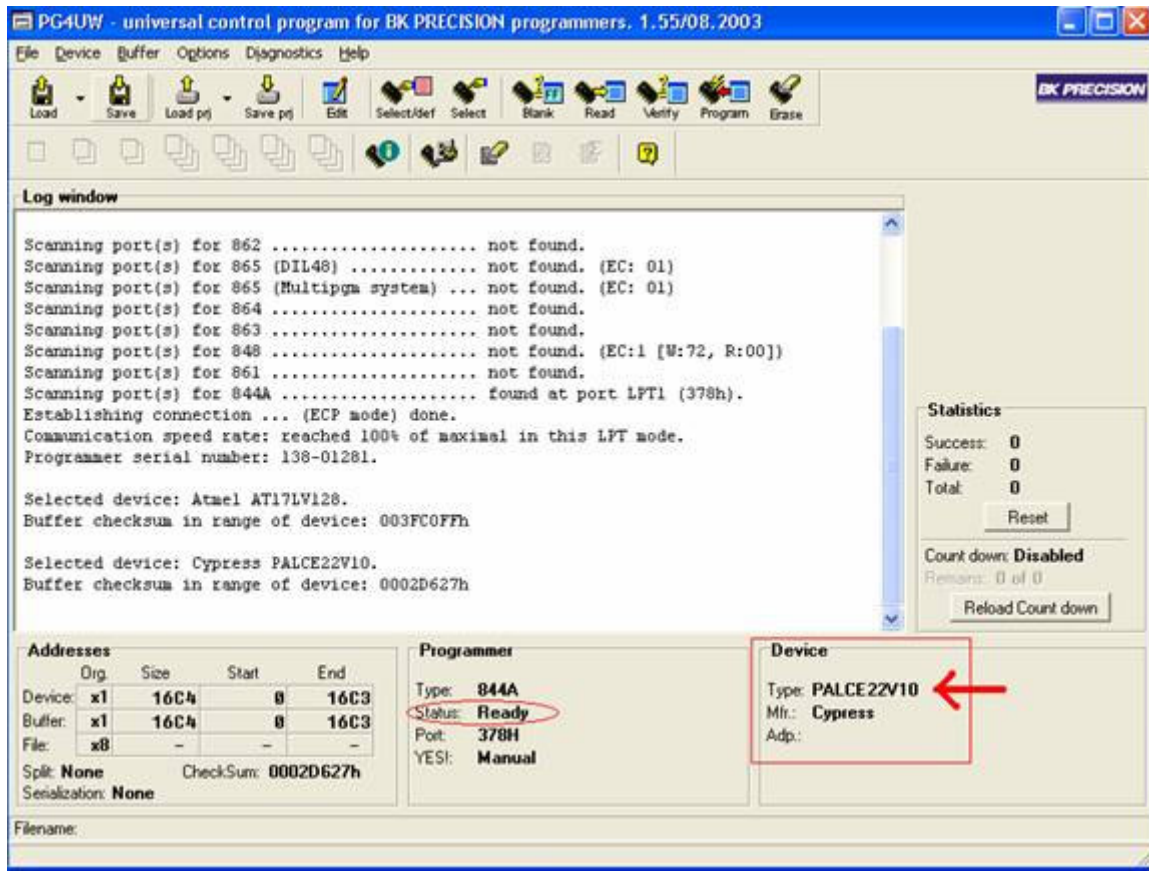 PG4UW - universal control program for BK PRECISION programmers. 1.55/08.2003
File Device Buffer Options Djagnostics Help
Load Save Load prj Save prj Edit Select/def Select Blank Read Verify Program Erase
BK PRECISION
Log window
Scanning port(s) for 862 ...................... not found.
Scanning port(s) for 865 (DIL48) ............. not found. (EC: 01)
Scanning port(s) for 865 (Multipgm system) ... not found. (EC: 01)
Scanning port(s) for 864 ...................... not found.
Scanning port(s) for 863 ...................... not found.
Scanning port(s) for 848 ...................... not found. (EC:1 [W:72, R:00])
Scanning port(s) for 861 ...................... not found.
Scanning port(s) for 844A ..................... found at port LPT1 (378h).
Establishing connection ... (ECP mode) done.
Communication speed rate: reached 100% of maximal in this LPT mode.
Programmer serial number: 138-01281.
Selected device: Atmel AT17LV128.
Buffer checksum in range of device: 003FC0FFh
Selected device: Cypress PALCE22V10.
Buffer checksum in range of device: 0002D627h
Statistics
Success: 0
Failure: 0
Total: 0
Reset
Count down: Disabled
Remains: 0 of 0
Reload Count down
Addresses
Org. Size Start End
Device: x1 16C4 0 16C3
Buffer: x1 16C4 0 16C3
File: x8 - - -
Split: None CheckSum: 0002D627h
Serialization: None
Programmer
Type: 844A
Status: Ready
Port: 378H
YES!: Manual
Device
Type: PALCE22V10
Mfr.: Cypress
Adp.:
Filename: